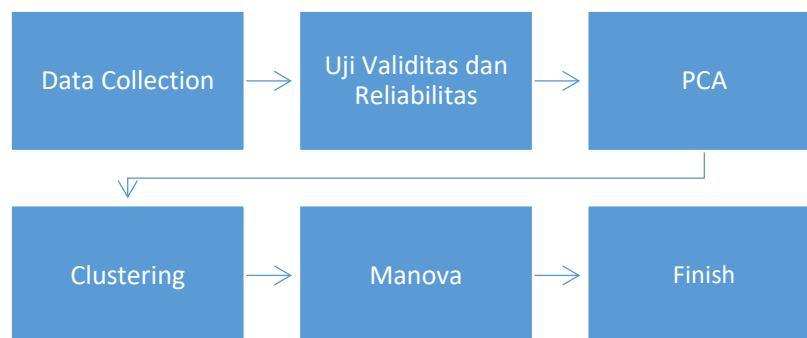 Data Collection
Uji Validitas dan
Reliabilitas
PCA
Clustering
Manova
Finish